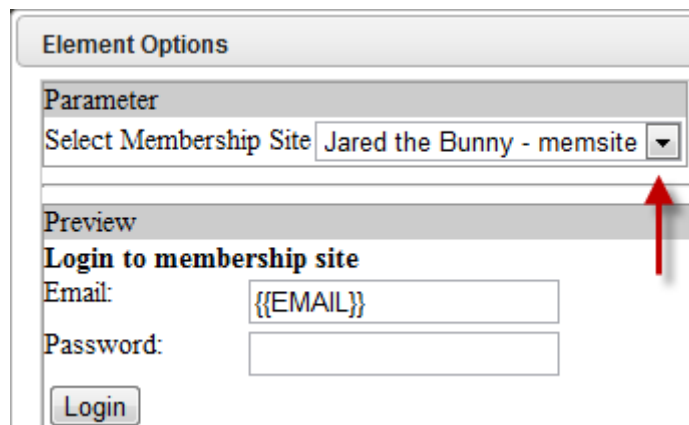 Element Options
Parameter
Select Membership Site Jared the Bunny - memsite
Preview
Login to membership site
Email: {{EMAIL}}
Password:
Login